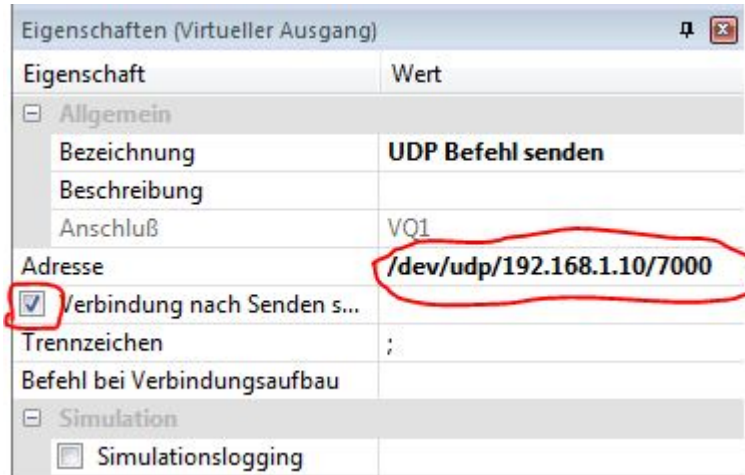 Eigenschaften (Virtueller Ausgang)
Eigenschaft Wert
Allgemein
Bezeichnung UDP Befehl senden
Beschreibung
Anschluß VQ1
Adresse /dev/udp/192.168.1.10/7000
Verbindung nach Senden s...
Trennzeichen ;
Befehl bei Verbindungsaufbau
Simulation
Simulationslogging